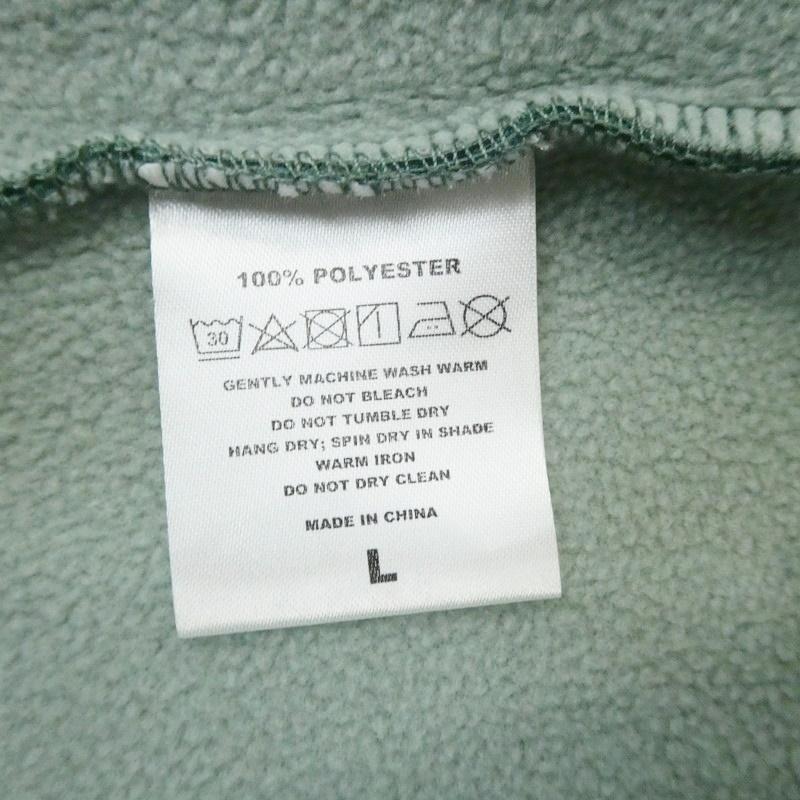 100% POLYESTER
30
GENTLY MACHINE WASH WARM
DO NOT BLEACH
DO NOT TUMBLE DRY
HANG DRY; SPIN DRY IN SHADE
WARM IRON
DO NOT DRY CLEAN
MADE IN CHINA
L